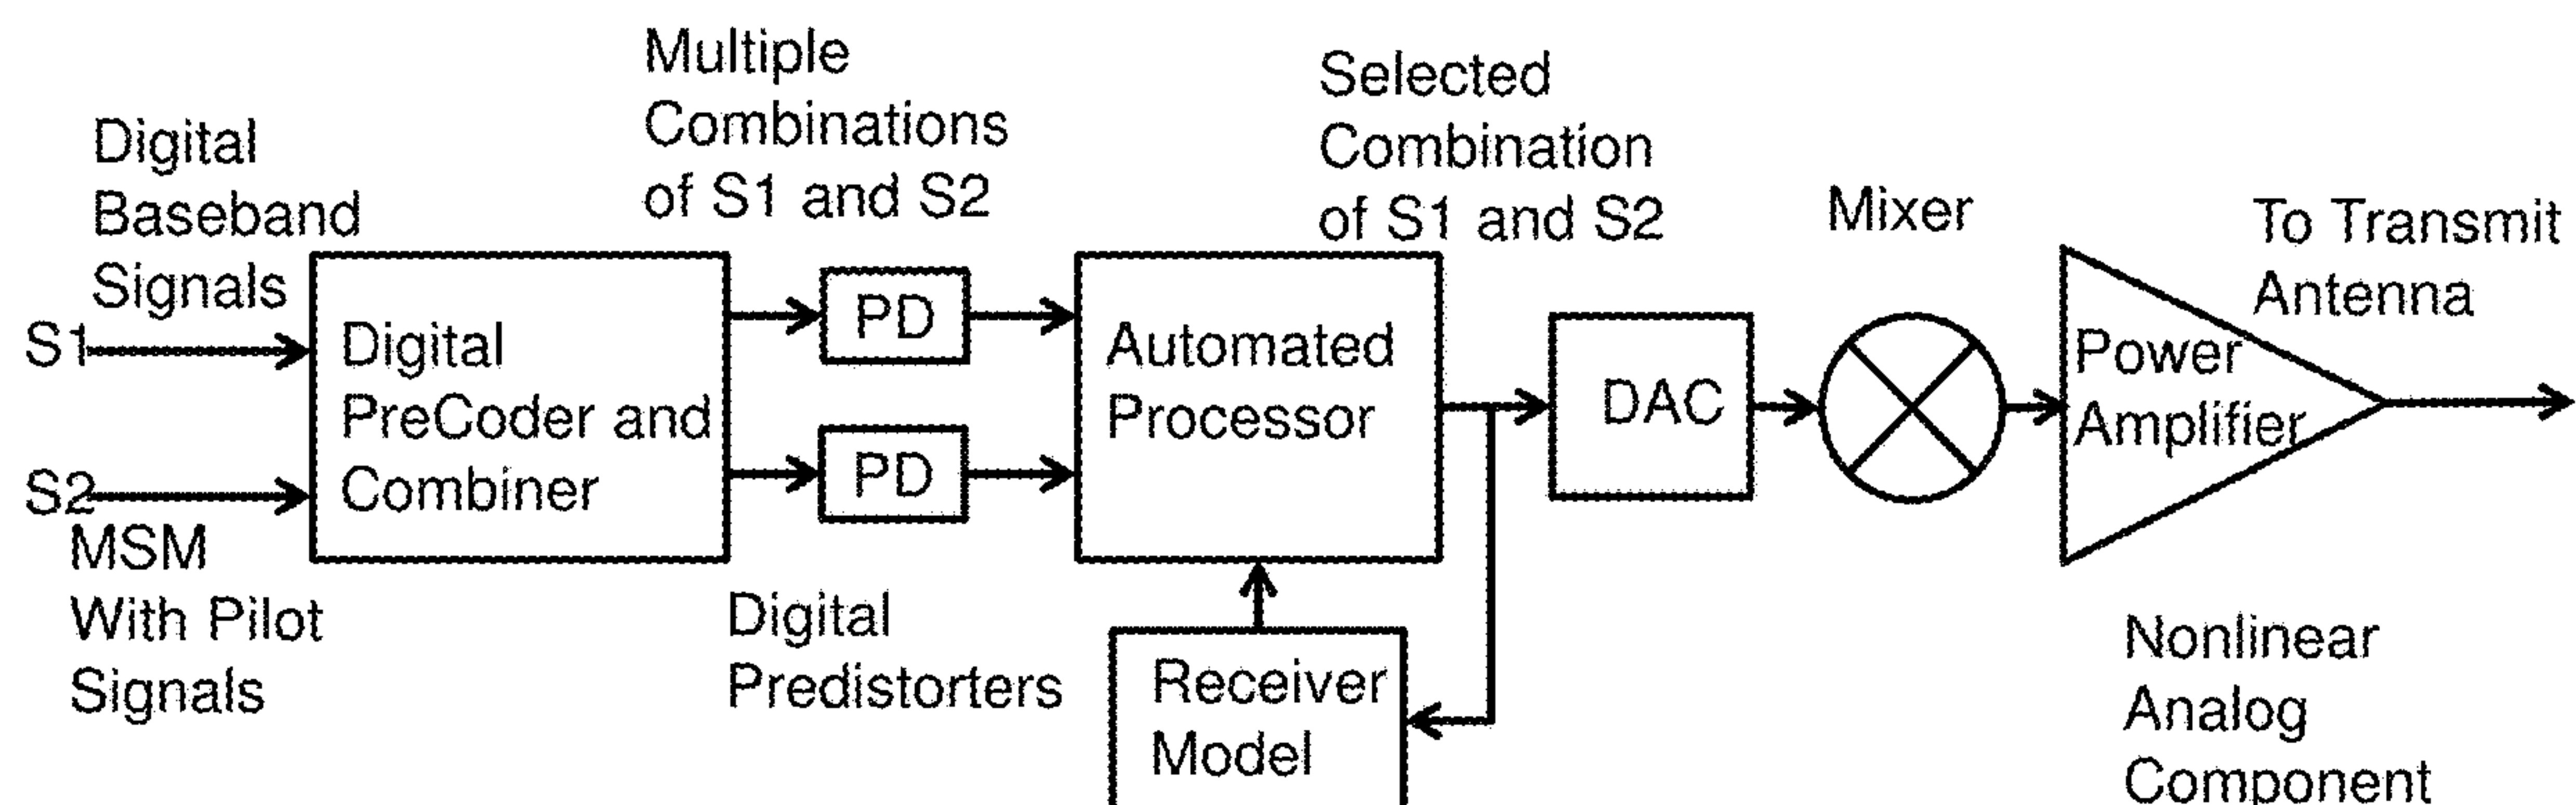 Digital
Baseband
Signals
S1
S2
MSM
With Pilot
Signals
Digital
PreCoder and
Combiner
Multiple
Combinations
of S1 and S2
PD
PD
Digital
Predistorters
Automated
Processor
Receiver
Model
Selected
Combination
of S1 and S2
DAC
Mixer
Power
Amplifier
To Transmit
Antenna
Nonlinear
Analog
Component